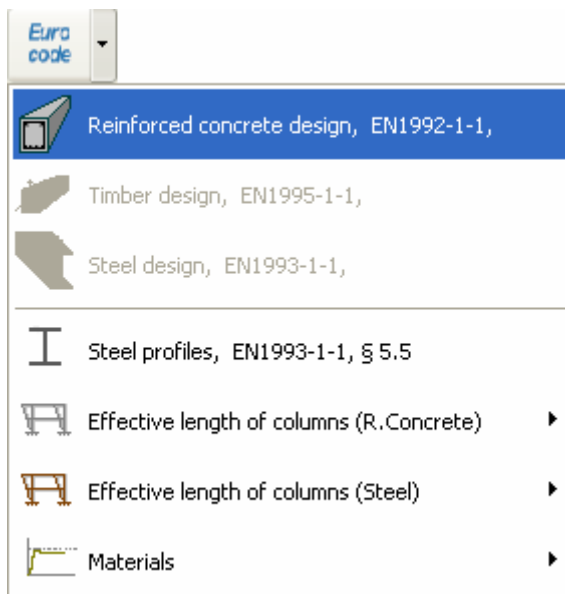 Euro
code
Reinforced concrete design, EN1992-1-1,
Timber design, EN1995-1-1,
Steel design, EN1993-1-1,
Steel profiles, EN1993-1-1, § 5.5
Effective length of columns (R.Concrete)
Effective length of columns (Steel)
Materials